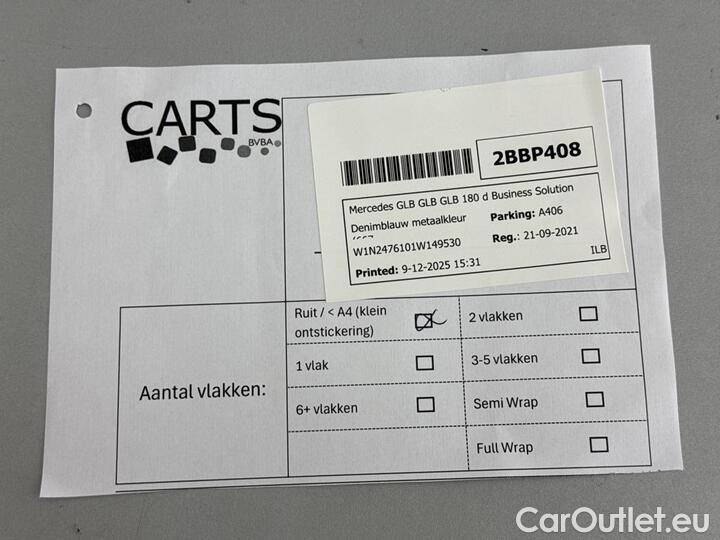 CARTS
BVBA
2BBP408
Mercedes GLB GLB GLB 180 d Business Solution
Denimblauw metaalkleur Parking: A406
W1N2476101W149530 Reg.: 21-09-2021
Printed: 9-12-2025 15:31 ILB
Ruit / < A4 (klein ontstickering) 2 vlakken
1 vlak 3-5 vlakken
Aantal vlakken:
6+ vlakken Semi Wrap
Full Wrap
CarOutlet.eu